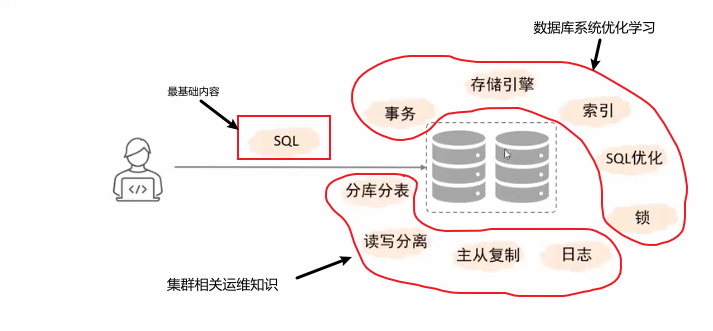 数据库系统优化学习
存储引擎
最基础内容
事务
索引
SQL
SQL优化
</>
分库分表
锁
读写分离
主从复制
日志
集群相关运维知识